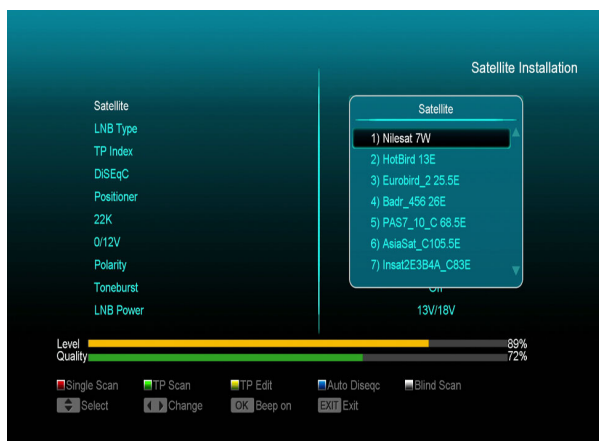 Satellite Installation
Satellite
LNB Type
TP Index
DiSEqC
Positioner
22K
0/12V
Polarity
Toneburst
LNB Power
Satellite
1) Nilesat 7W
2) HotBird 13E
3) Eurobird_2 25.5E
4) Badr_456 26E
5) PAS7_10_C 68.5E
6) AsiaSat_C105.5E
7) Insat2E3B4A_C83E
13V/18V
Level 89%
Quality 72%
Single Scan TP Scan TP Edit Auto Diseqc Blind Scan
Select Change OK Beep on EXIT Exit